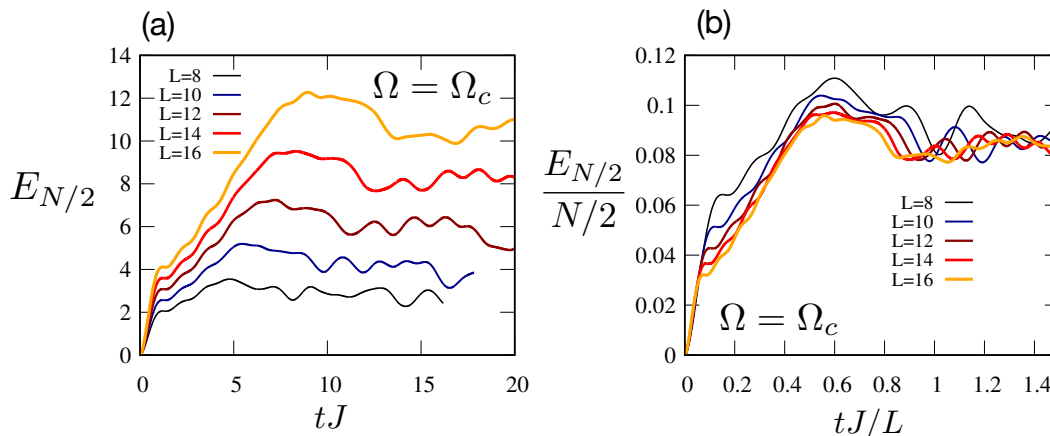 (a)
14
12
10
8
6
4
2
0
E_{N/2}
L=8
L=10
L=12
L=14
L=16
Ω = Ω_c
0 5 10 15 20
tJ
(b)
0.12
0.1
0.08
0.06
0.04
0.02
0
E_{N/2}
N/2
L=8
L=10
L=12
L=14
L=16
Ω = Ω_c
0 0.2 0.4 0.6 0.8 1 1.2 1.4
tJ/L